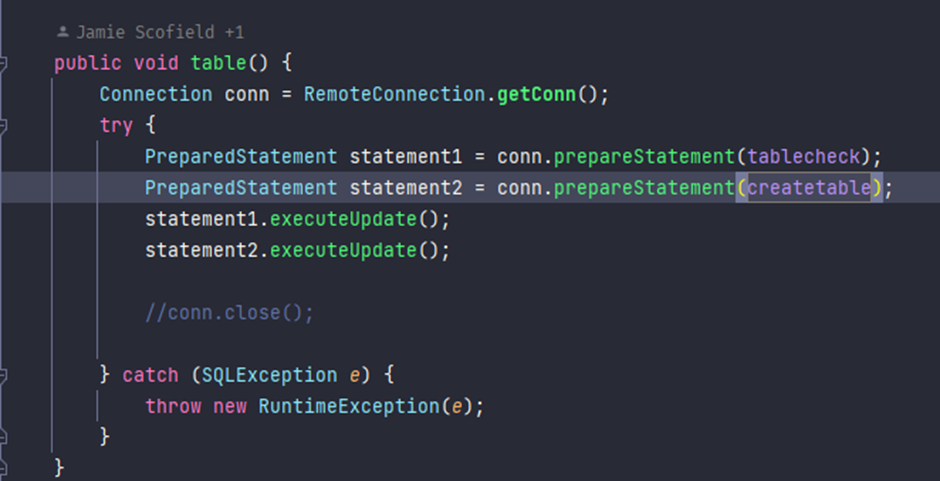 Jamie Scofield +1
public void table() {
Connection conn = RemoteConnection.getConn();
try {
PreparedStatement statement1 = conn.prepareStatement(tablecheck);
PreparedStatement statement2 = conn.prepareStatement(createtable);
statement1.executeUpdate();
statement2.executeUpdate();
//conn.close();
} catch (SQLException e) {
throw new RuntimeException(e);
}
}